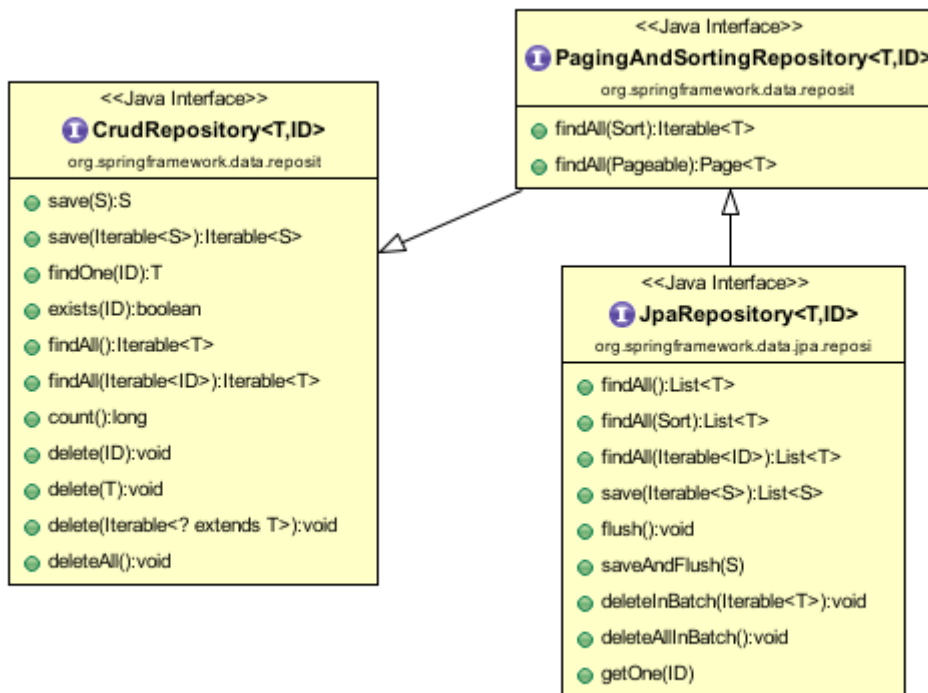 <<Java Interface>>
CrudRepository<T,ID>
org.springframework.data.reposit
save(S):S
save(Iterable<S>):Iterable<S>
findOne(ID):T
exists(ID):boolean
findAll():Iterable<T>
findAll(Iterable<ID>):Iterable<T>
count():long
delete(ID):void
delete(T):void
delete(Iterable<? extends T>):void
deleteAll():void
<<Java Interface>>
PagingAndSortingRepository<T,ID>
org.springframework.data.reposit
findAll(Sort):Iterable<T>
findAll(Pageable):Page<T>
<<Java Interface>>
JpaRepository<T,ID>
org.springframework.data.jpa.reposi
findAll():List<T>
findAll(Sort):List<T>
findAll(Iterable<ID>):List<T>
save(Iterable<S>):List<S>
flush():void
saveAndFlush(S)
deleteInBatch(Iterable<T>):void
deleteAllInBatch():void
getOne(ID)